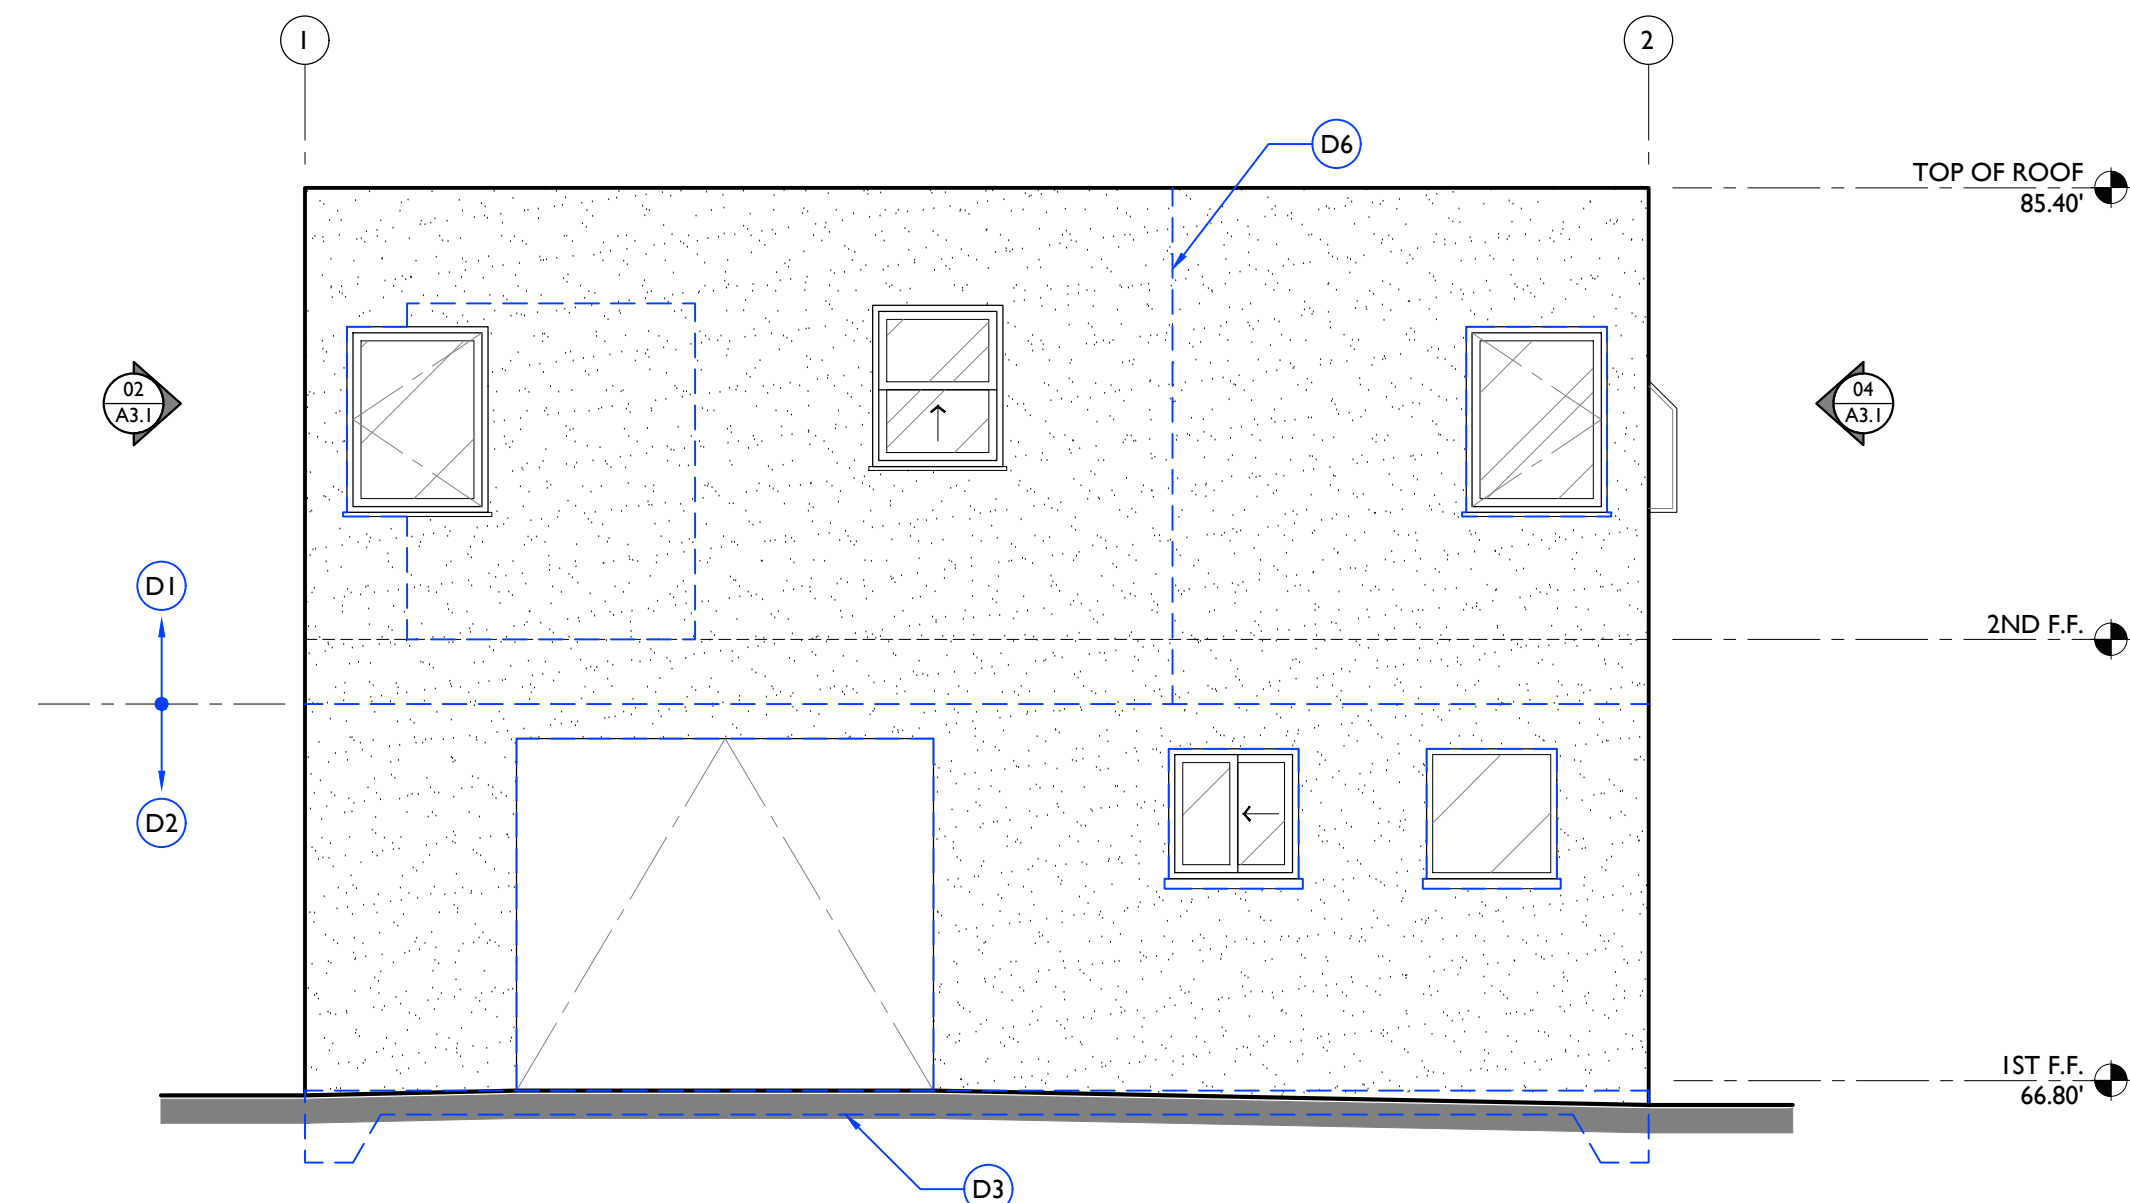 1
2
D6
TOP OF ROOF
85.40'
02
A3.1
04
A3.1
D1
2ND F.F.
D2
1ST F.F.
66.80'
D3